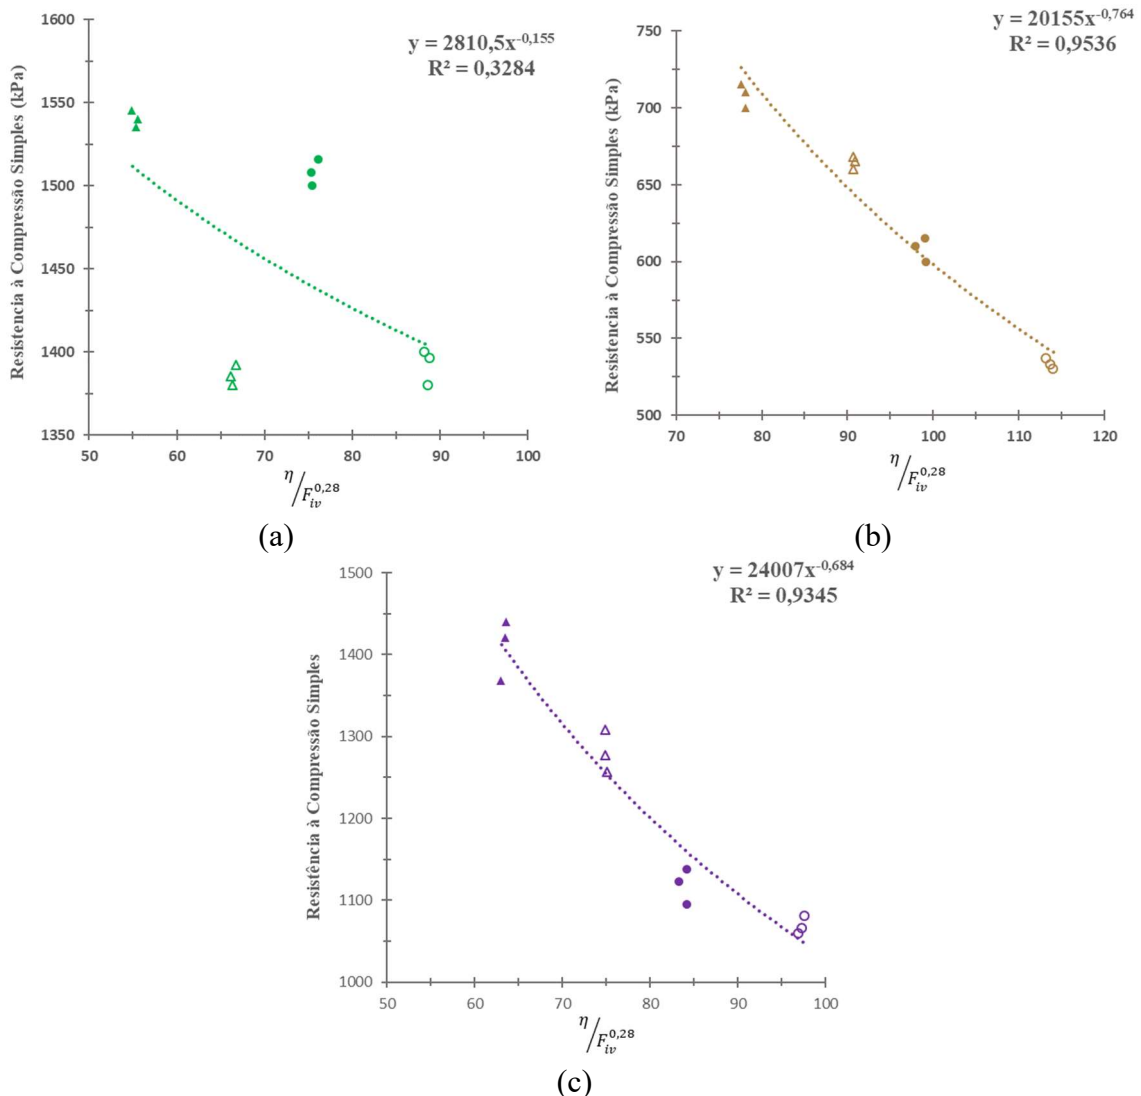 1600
1550
1500
1450
1400
1350
50
60
70
80
90
100
Resistencia à Compressão Simples (kPa)
y = 2810,5x^-0,155
R² = 0,3284
η/F_iv^0,28
(a)
750
700
650
600
550
500
70
80
90
100
110
120
Resistencia à Compressão Simples (kPa)
y = 20155x^-0,764
R² = 0,9536
η/F_iv^0,28
(b)
1500
1400
1300
1200
1100
1000
50
60
70
80
90
100
Resistência à Compressão Simples
y = 24007x^-0,684
R² = 0,9345
η/F_iv^0,28
(c)